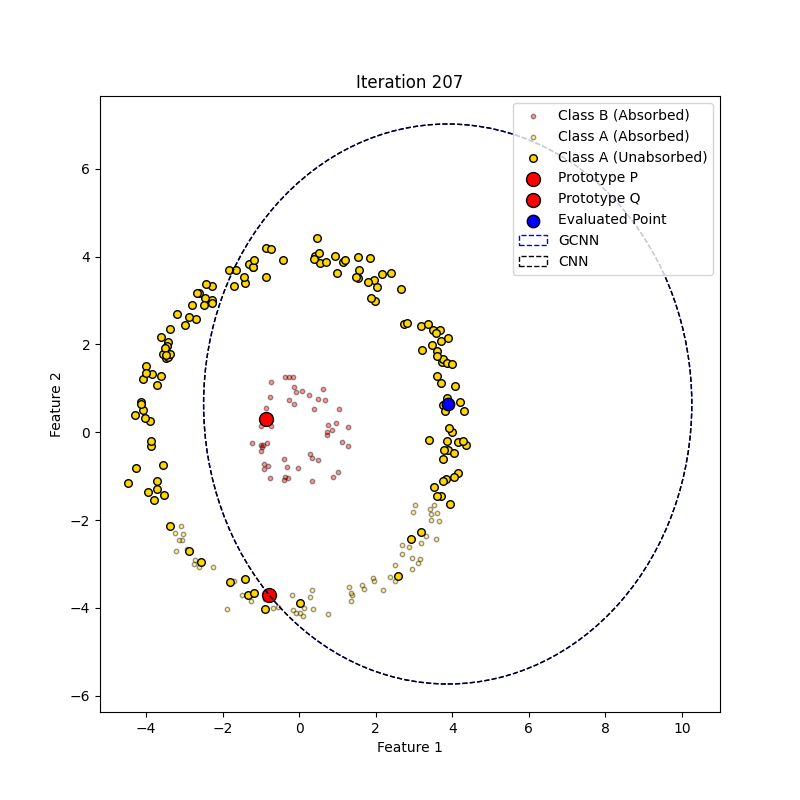 Iteration 207
Class B (Absorbed)
Class A (Absorbed)
Class A (Unabsorbed)
Prototype P
Prototype Q
Evaluated Point
GCNN
CNN
Feature 2
6
4
2
0
−2
−4
−6
−4
−2
0
2
4
6
8
10
Feature 1